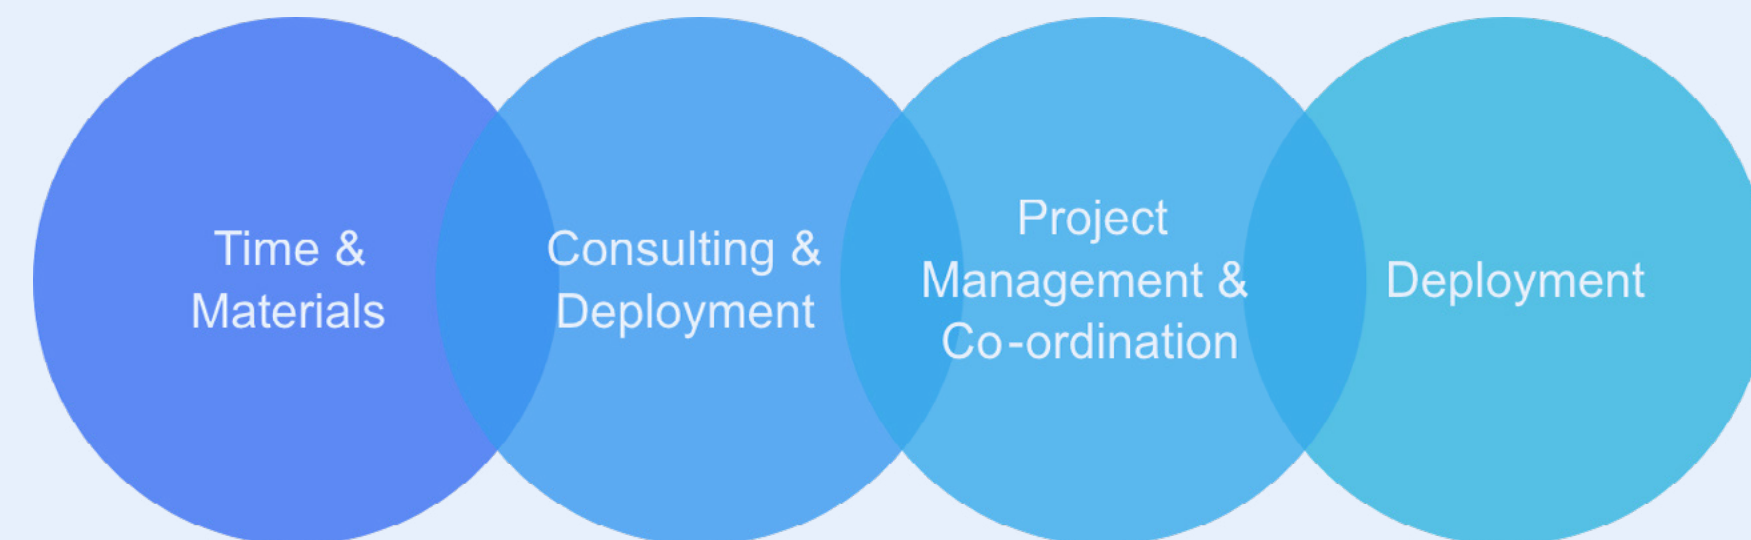 Time &
Materials
Consulting &
Deployment
Project
Management &
Co-ordination
Deployment